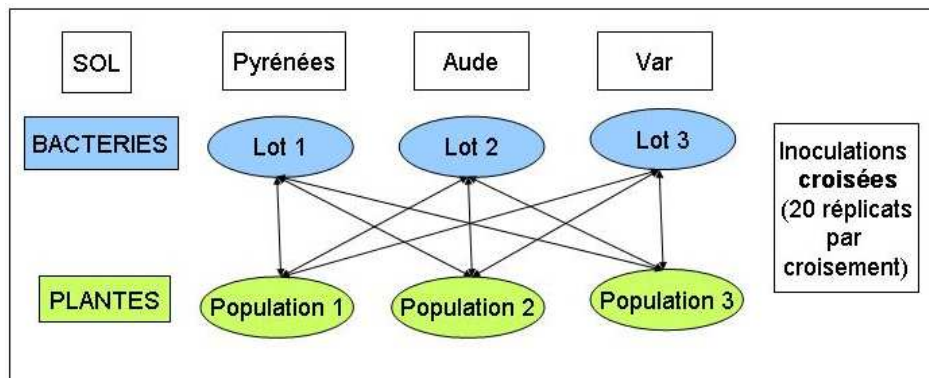 SOL
Pyrénées
Aude
Var
BACTERIES
Lot 1
Lot 2
Lot 3
Inoculations
croisées
(20 réplicats
par
croisement)
PLANTES
Population 1
Population 2
Population 3